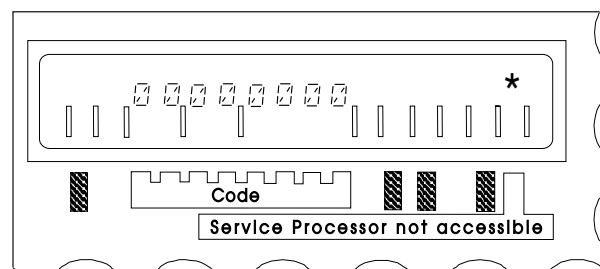 00000000
*
Code
Service Processor not accessible